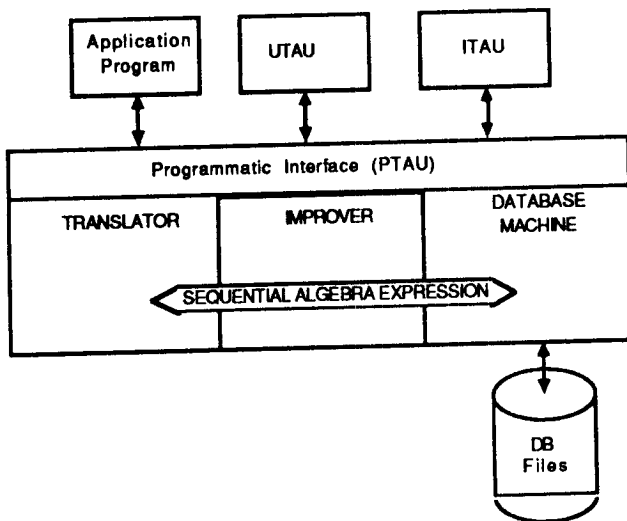 Application
Program
UTAU
ITAU
Programmatic Interface (PTAU)
TRANSLATOR
IMPROVER
DATABASE
MACHINE
SEQUENTIAL ALGEBRA EXPRESSION
DB
Files